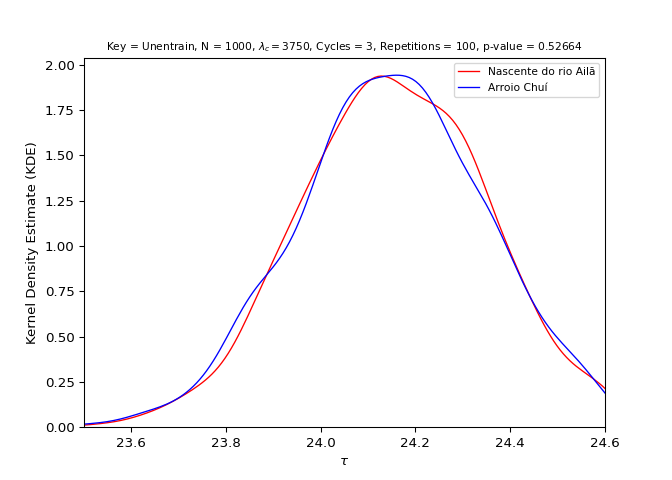 Key = Unentrain, N = 1000, λc = 3750, Cycles = 3, Repetitions = 100, p-value = 0.52664
Nascente do rio Ailã
Arroio Chuí
Kernel Density Estimate (KDE)
2.00
1.75
1.50
1.25
1.00
0.75
0.50
0.25
0.00
23.6 23.8 24.0 24.2 24.4 24.6
τ